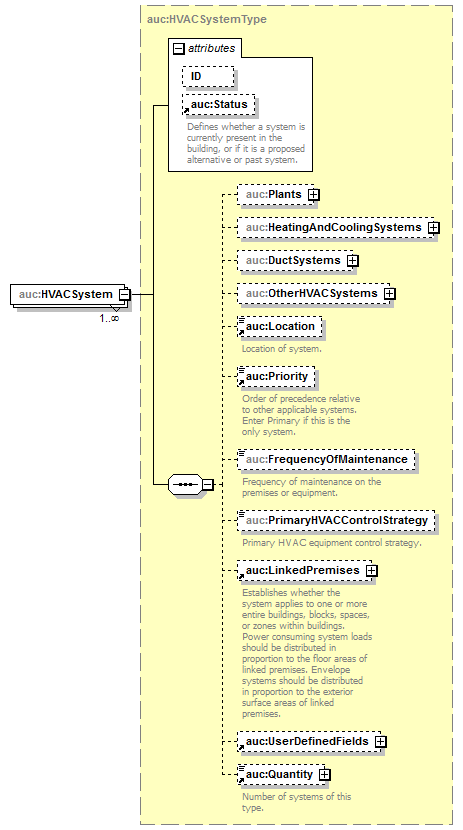 auc:HVACSystemType
attributes
ID
auc:Status
Defines whether a system is
currently present in the
building, or if it is a proposed
alternative or past system.
auc:Plants
auc:HeatingAndCoolingSystems
auc:DuctSystems
auc:HVACSystem
auc:OtherHVACSystems
1..∞
auc:Location
Location of system.
auc:Priority
Order of precedence relative
to other applicable systems.
Enter Primary if this is the
only system.
auc:FrequencyOfMaintenance
Frequency of maintenance on the
premises or equipment.
auc:PrimaryHVACControlStrategy
Primary HVAC equipment control strategy.
auc:LinkedPremises
Establishes whether the
system applies to one or more
entire buildings, blocks, spaces,
or zones within buildings.
Power consuming system loads
should be distributed in
proportion to the floor areas of
linked premises. Envelope
systems should be distributed
in proportion to the exterior
surface areas of linked
premises.
auc:UserDefinedFields
auc:Quantity
Number of systems of this
type.